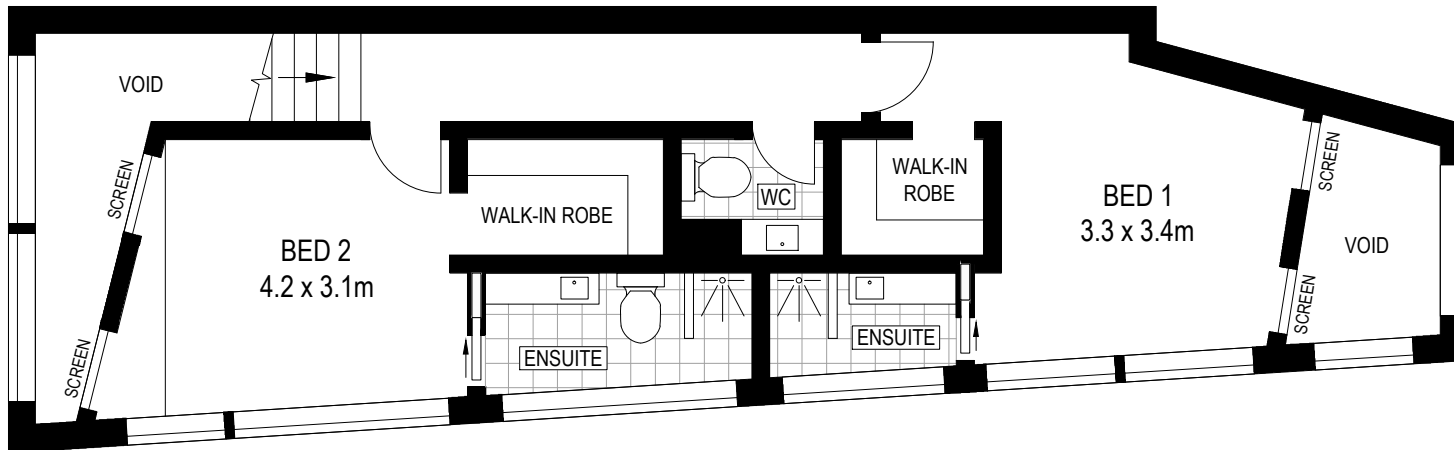 VOID
SCREEN
SCREEN
BED 2
4.2 x 3.1m
WALK-IN ROBE
ENSUITE
WC
WALK-IN
ROBE
ENSUITE
BED 1
3.3 x 3.4m
SCREEN
SCREEN
VOID